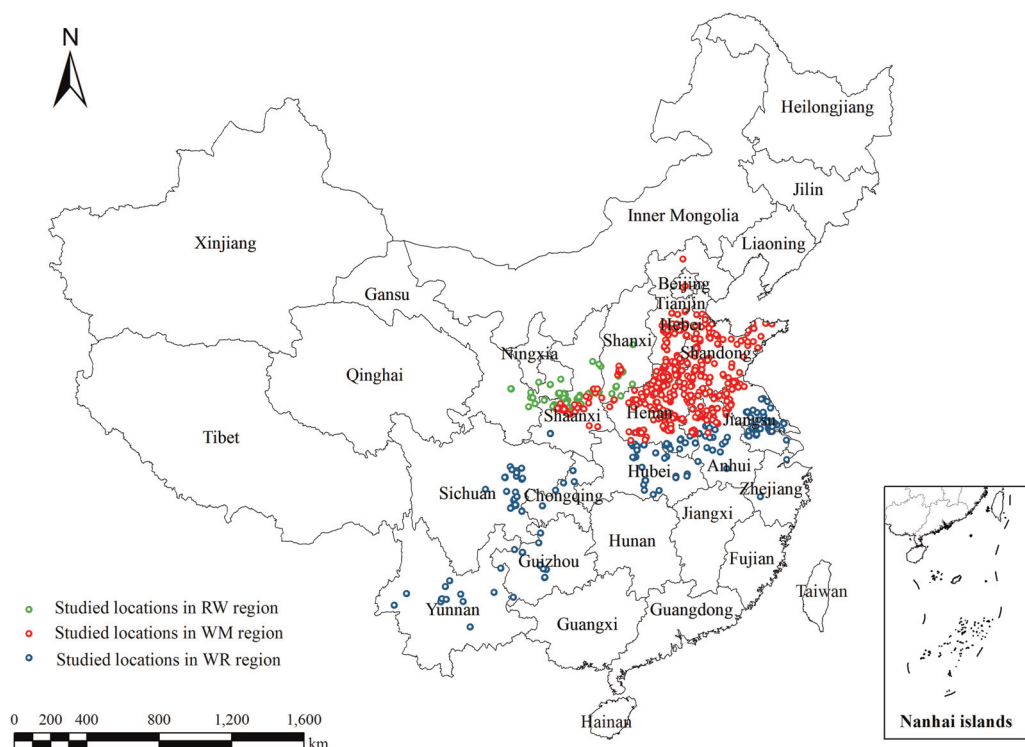 N
Heilongjiang
Jilin
Inner Mongolia
Liaoning
Xinjiang
Beijing
Gansu
Tianjin
Hebei
Shanxi
Shandong
Ningxia
Qinghai
Shaanxi
Henan
Jiangsu
Tibet
Hubei
Anhui
Sichuan
Chongqing
Zhejiang
Jiangxi
Hunan
Guizhou
Fujian
Taiwan
Yunnan
Guangdong
Guangxi
Hainan
Studied locations in RW region
Studied locations in WM region
Studied locations in WR region
0 200 400 800 1,200 1,600
km
Nanhai islands